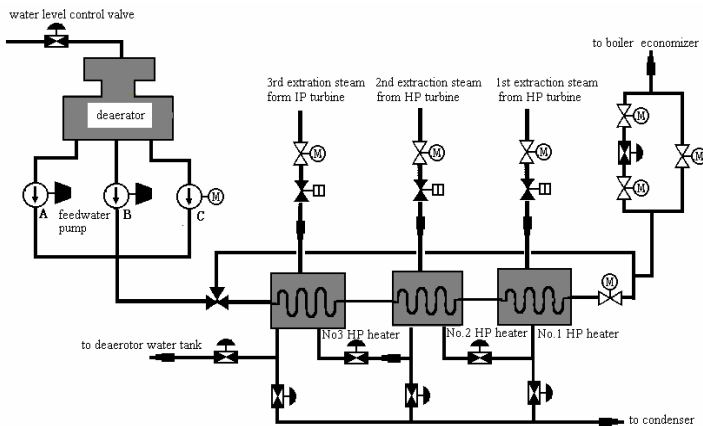 water level control valve
to boiler economizer
3rd extration steam
form IP turbine
2nd extraction steam
from HP turbine
1st extraction steam
from HP turbine
deaerator
M
M
M
M
M
M
M
A
B
C
M
feedwater
pump
M
No3 HP heater
No.2 HP heater
No.1 HP heater
to deaerotor water tank
to condenser